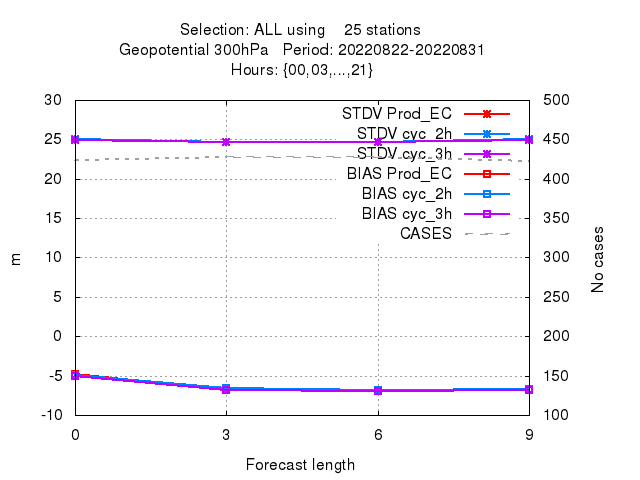 Selection: ALL using    25 stations
Geopotential 300hPa   Period: 20220822-20220831
Hours: {00,03,...,21}
30
25
20
15
10
5
0
-5
-10
m
500
450
400
350
300
250
200
150
100
No cases
STDV Prod_EC
STDV cyc_2h
STDV cyc_3h
BIAS Prod_EC
BIAS cyc_2h
BIAS cyc_3h
CASES
0 3 6 9
Forecast length